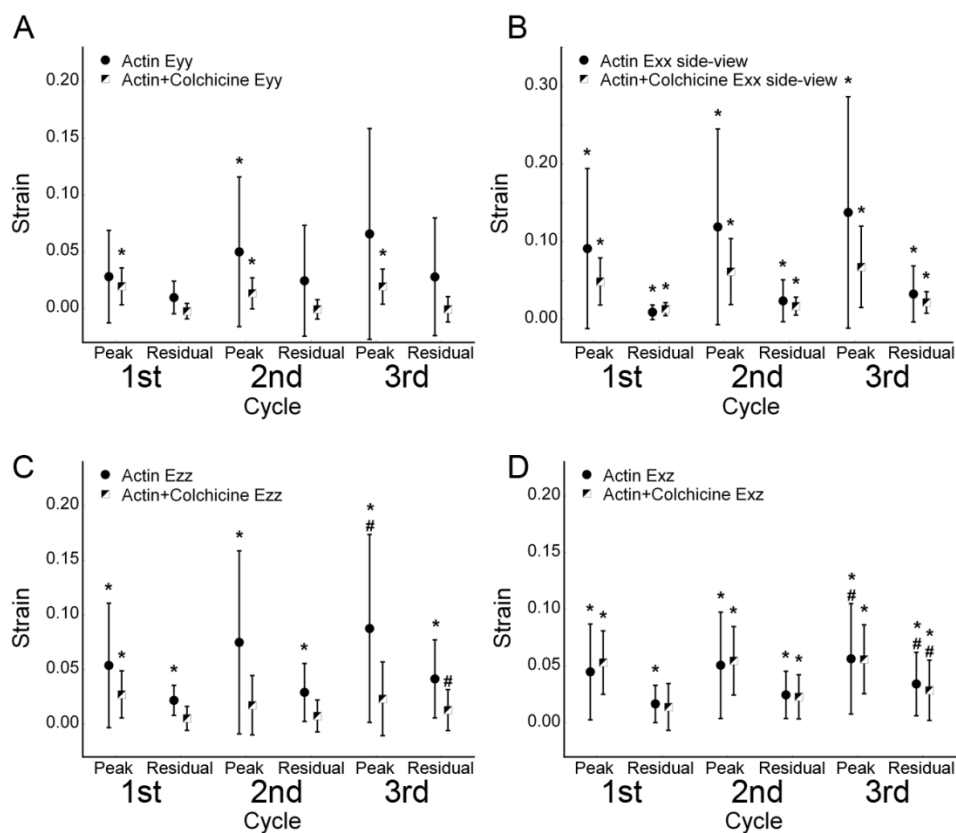 A
Actin Eyy
Actin+Colchicine Eyy
0.20
0.15
0.10
0.05
0.00
Strain
*
*
*
*
Peak Residual Peak Residual Peak Residual
1st 2nd 3rd
Cycle
B
Actin Exx side-view
Actin+Colchicine Exx side-view
0.30
0.20
0.10
0.00
Strain
*
*
* *
*
*
*
*
*
*
*
*
Peak Residual Peak Residual Peak Residual
1st 2nd 3rd
Cycle
C
Actin Ezz
Actin+Colchicine Ezz
0.20
0.15
0.10
0.05
0.00
Strain
*
*
*
*
*
*
#
*
#
Peak Residual Peak Residual Peak Residual
1st 2nd 3rd
Cycle
D
Actin Exz
Actin+Colchicine Exz
0.20
0.15
0.10
0.05
0.00
Strain
* *
*
* *
* *
*
#
*
*
#
*
#
Peak Residual Peak Residual Peak Residual
1st 2nd 3rd
Cycle